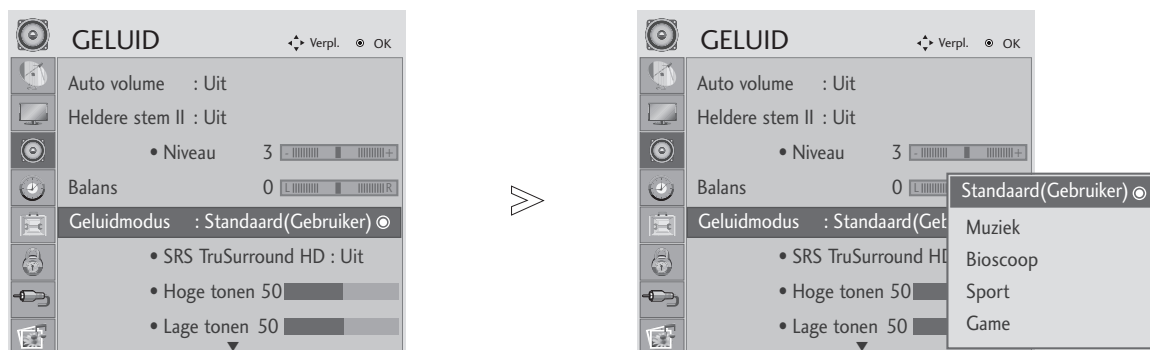 GELUID
Verpl. OK
Auto volume : Uit
Heldere stem II : Uit
• Niveau 3 - +
Balans 0 L R
Geluidmodus : Standaard(Gebruiker)
• SRS TruSurround HD : Uit
• Hoge tonen 50
• Lage tonen 50
GELUID
Verpl. OK
Auto volume : Uit
Heldere stem II : Uit
• Niveau 3 - +
Balans 0 L
Geluidmodus : Standaard(Geb
• SRS TruSurround HD
• Hoge tonen 50
• Lage tonen 50
Standaard(Gebruiker)
Muziek
Bioscoop
Sport
Game